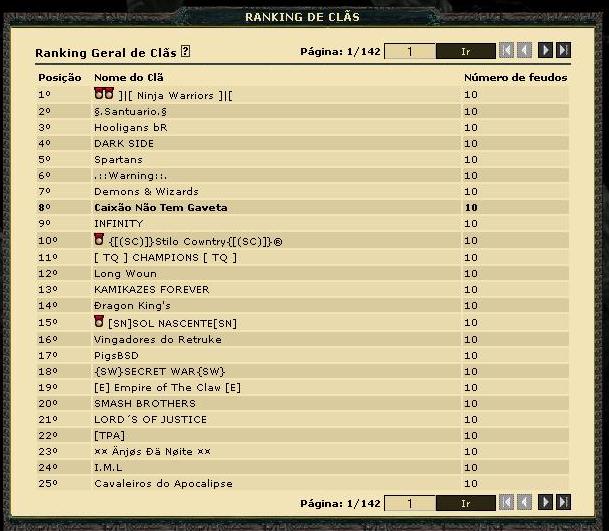 RANKING DE CLÃS
Ranking Geral de Clãs ? Página: 1/142 1 Ir
Posição Nome do Clã Número de feudos
1º ]|[ Ninja Warriors ]|[ 10
2º §.Santuario.§ 10
3º Hooligans bR 10
4º DARK SIDE 10
5º Spartans 10
6º .::Warning::. 10
7º Demons & Wizards 10
8º Caixão Não Tem Gaveta 10
9º INFINITY 10
10º {[(SC)]}Stilo Cowntry{[(SC)]}® 10
11º [ TQ ] CHAMPIONS [ TQ ] 10
12º Long Woun 10
13º KAMIKAZES FOREVER 10
14º Ðragon King's 10
15º [SN]SOL NASCENTE[SN] 10
16º Vingadores do Retruke 10
17º PigsBSD 10
18º {SW}SECRET WAR{SW} 10
19º [E] Empire of The Claw [E] 10
20º SMASH BROTHERS 10
21º LORD´S OF JUSTICE 10
22º [TPA] 10
23º ¤¤ Änjøs Ðä Nøite ¤¤ 10
24º I.M.L 10
25º Cavaleiros do Apocalipse 10
Página: 1/142 1 Ir